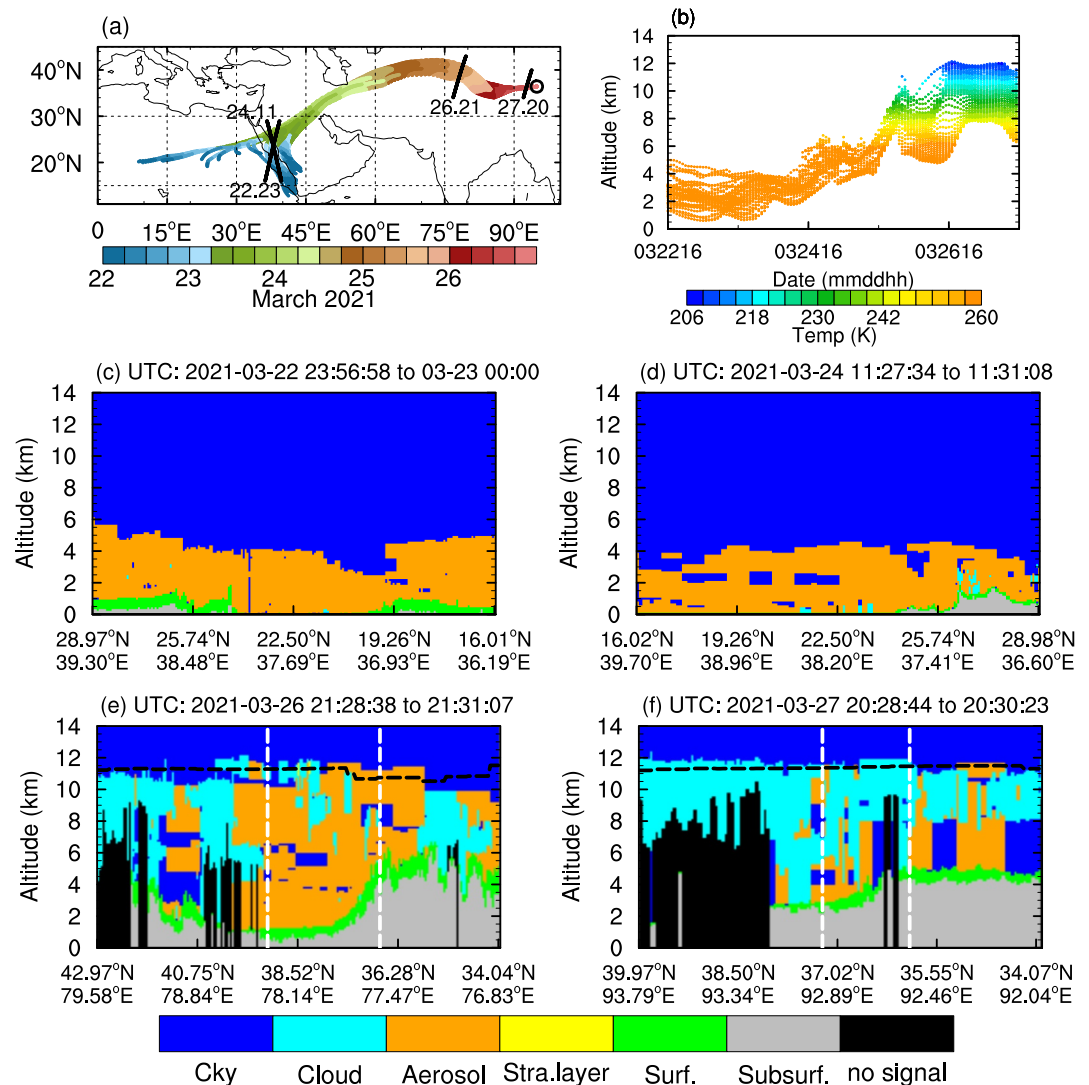 (a)
40°N
30°N
20°N
24.11
22.23
26.21
27.20
0 15°E 30°E 45°E 60°E 75°E 90°E
22 23 24 25 26
March 2021
(b)
14
12
10
8
6
4
2
0
Altitude (km)
032216 032416 032616
Date (mmddhh)
206 218 230 242 260
Temp (K)
(c) UTC: 2021-03-22 23:56:58 to 03-23 00:00
14
12
10
8
6
4
2
0
Altitude (km)
28.97°N 25.74°N 22.50°N 19.26°N 16.01°N
39.30°E 38.48°E 37.69°E 36.93°E 36.19°E
(d) UTC: 2021-03-24 11:27:34 to 11:31:08
14
12
10
8
6
4
2
0
Altitude (km)
16.02°N 19.26°N 22.50°N 25.74°N 28.98°N
39.70°E 38.96°E 38.20°E 37.41°E 36.60°E
(e) UTC: 2021-03-26 21:28:38 to 21:31:07
14
12
10
8
6
4
2
0
Altitude (km)
42.97°N 40.75°N 38.52°N 36.28°N 34.04°N
79.58°E 78.84°E 78.14°E 77.47°E 76.83°E
(f) UTC: 2021-03-27 20:28:44 to 20:30:23
14
12
10
8
6
4
2
0
Altitude (km)
39.97°N 38.50°N 37.02°N 35.55°N 34.07°N
93.79°E 93.34°E 92.89°E 92.46°E 92.04°E
Cky Cloud Aerosol Stra.layer Surf. Subsurf. no signal